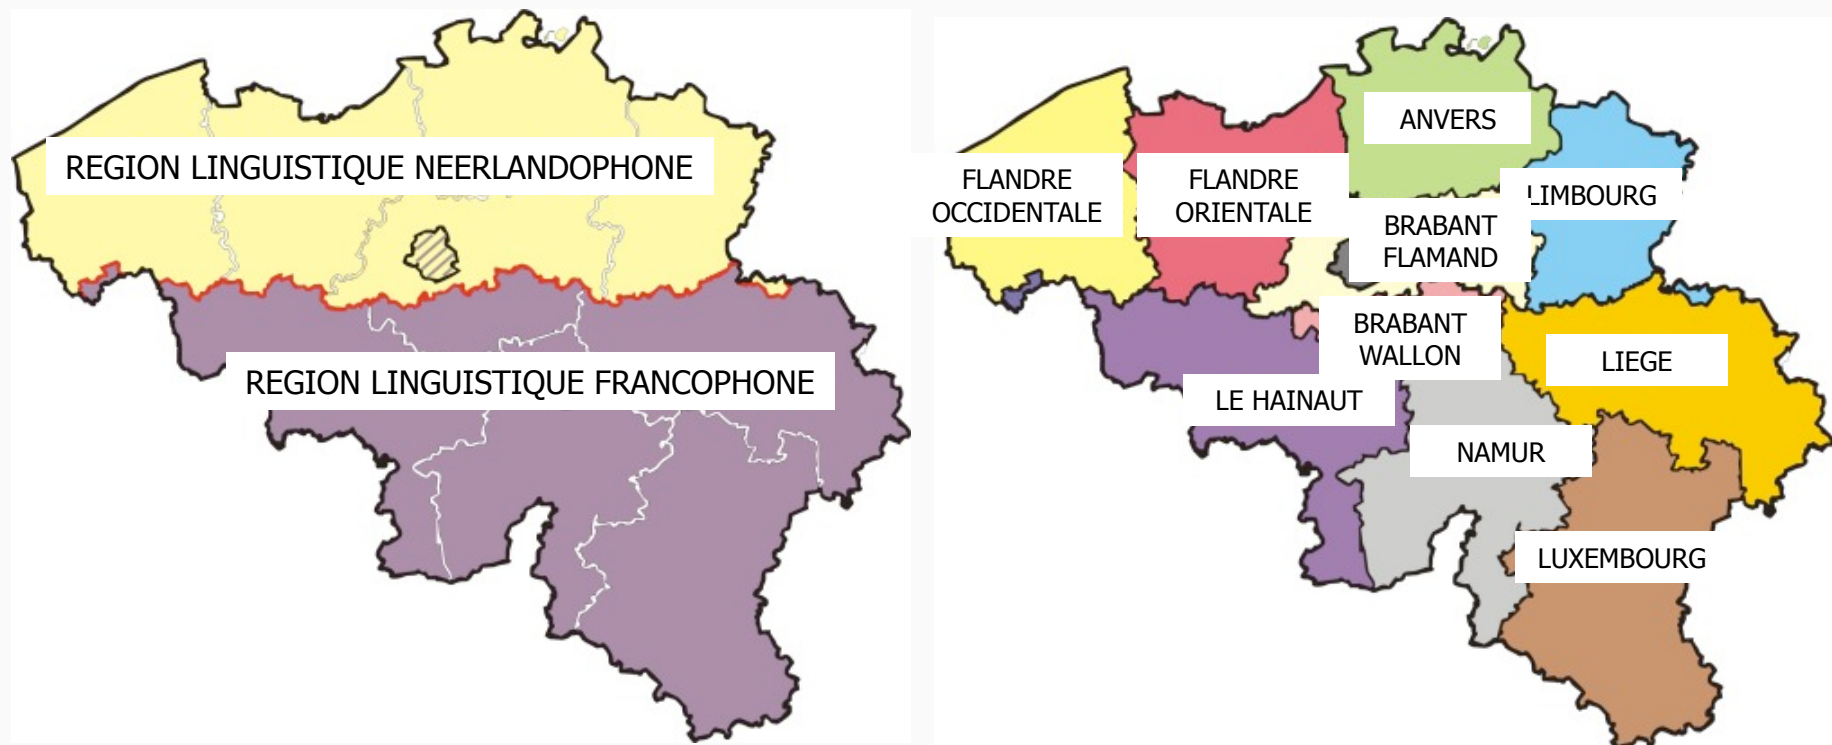 REGION LINGUISTIQUE NEERLANDOPHONE
REGION LINGUISTIQUE FRANCOPHONE
ANVERS
FLANDRE
OCCIDENTALE
FLANDRE
ORIENTALE
LIMBOURG
BRABANT
FLAMAND
BRABANT
WALLON
LIEGE
LE HAINAUT
NAMUR
LUXEMBOURG